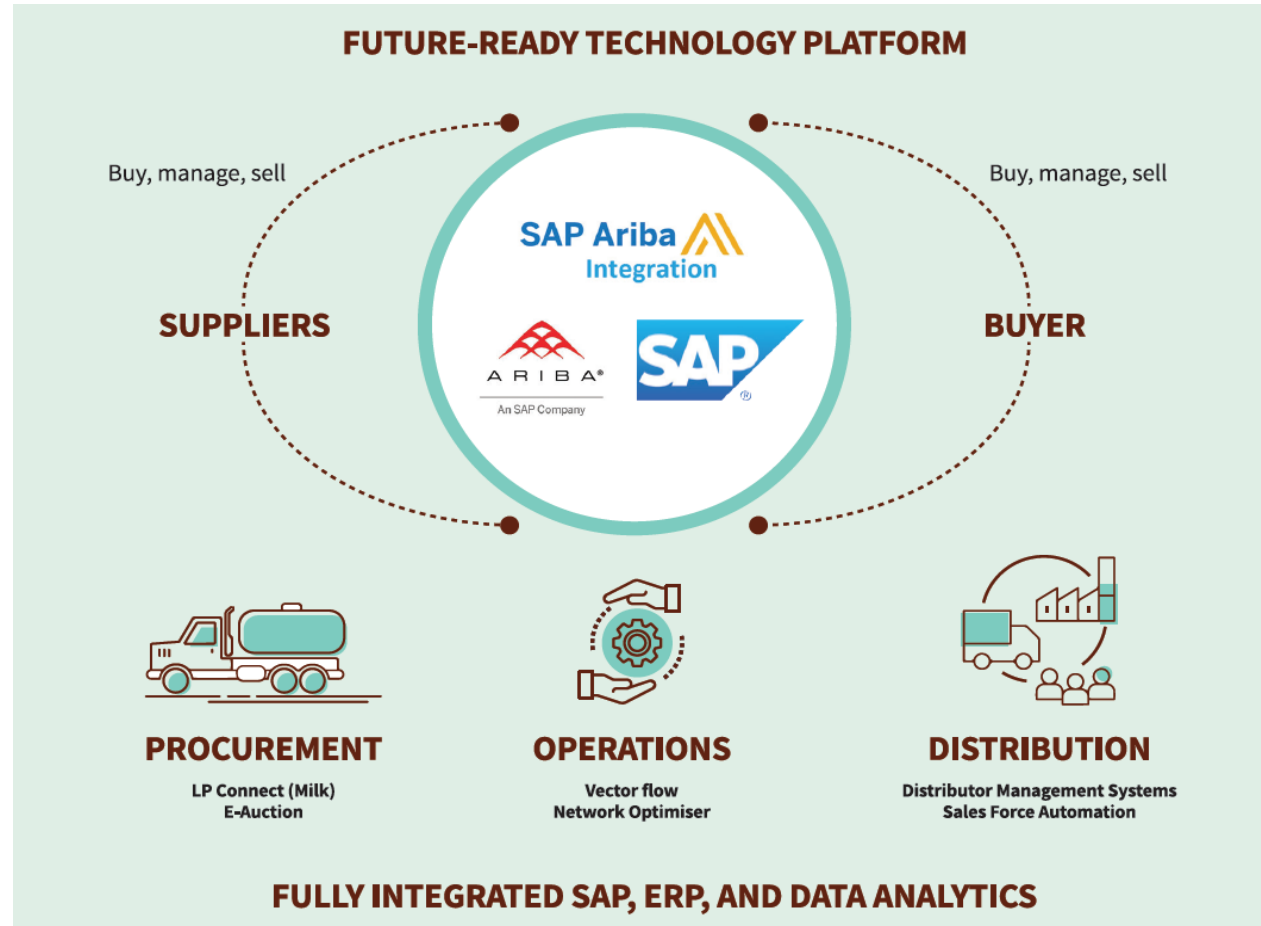 FUTURE-READY TECHNOLOGY PLATFORM
Buy, manage, sell
Buy, manage, sell
SAP Ariba
Integration
SUPPLIERS
BUYER
ARIBA®
An SAP Company
SAP®
PROCUREMENT
LP Connect (Milk)
E-Auction
OPERATIONS
Vector flow
Network Optimiser
DISTRIBUTION
Distributor Management Systems
Sales Force Automation
FULLY INTEGRATED SAP, ERP, AND DATA ANALYTICS